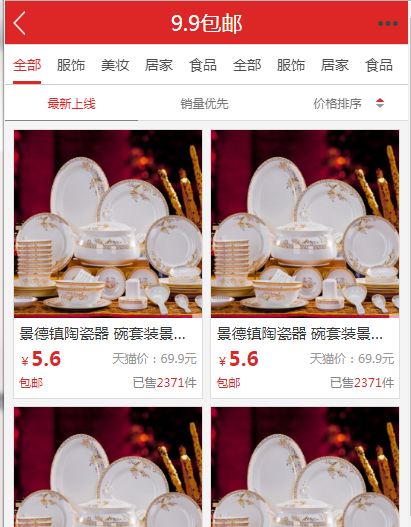 9.9包邮
全部 服饰 美妆 居家 食品 全部 服饰 居家 食品
最新上线 销量优先 价格排序
景德镇陶瓷器 碗套装景... 景德镇陶瓷器 碗套装景...
¥5.6 天猫价：69.9元 ¥5.6 天猫价：69.9元
包邮 已售2371件 包邮 已售2371件